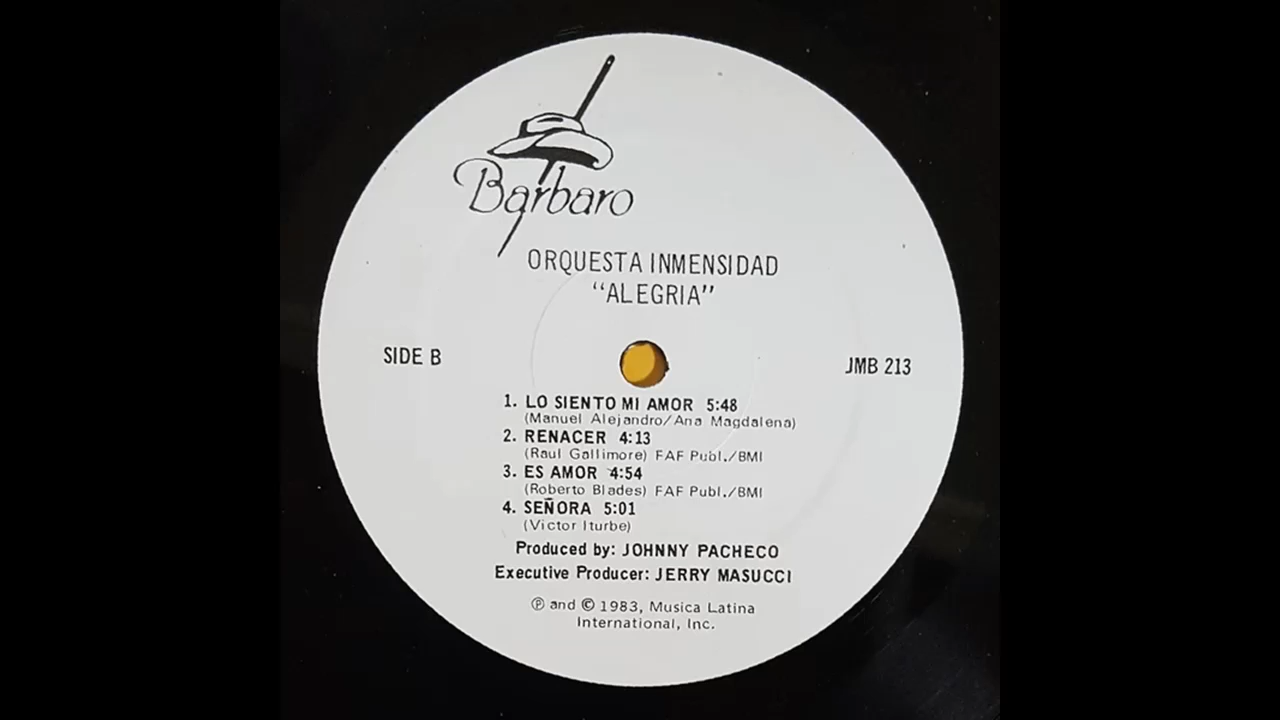 Barbaro
ORQUESTA INMENSIDAD
"ALEGRIA"
SIDE B
JMB 213
1. LO SIENTO MI AMOR 5:48
(Manuel Alejandro/Ana Magdalena)
2. RENACER 4:13
(Raul Gallimore) FAF Publ./BMI
3. ES AMOR 4:54
(Roberto Blades) FAF Publ./BMI
4. SEÑORA 5:01
(Victor Iturbe)
Produced by: JOHNNY PACHECO
Executive Producer: JERRY MASUCCI
℗ and © 1983, Musica Latina
International, Inc.